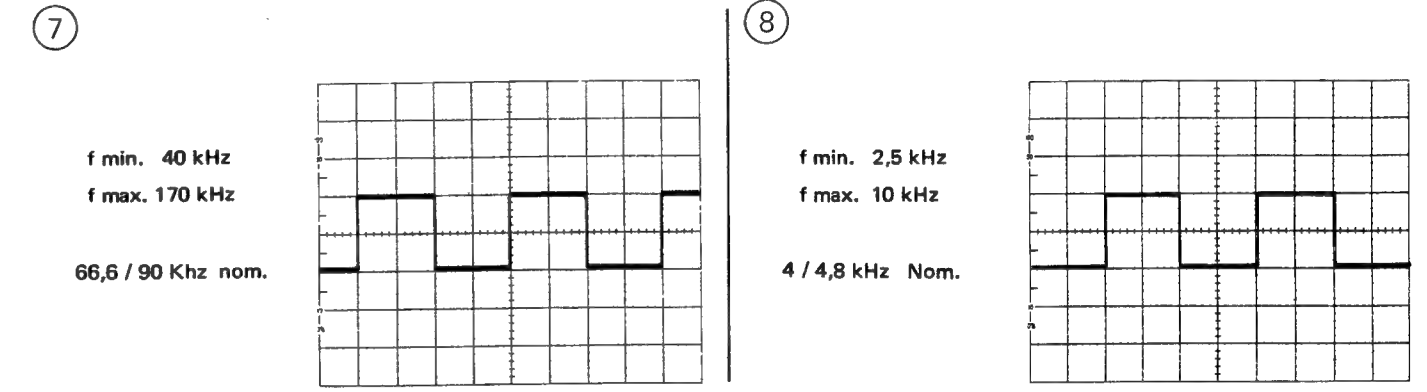 7
f min. 40 kHz
f max. 170 kHz
66,6 / 90 Khz nom.
8
f min. 2,5 kHz
f max. 10 kHz
4 / 4,8 kHz Nom.